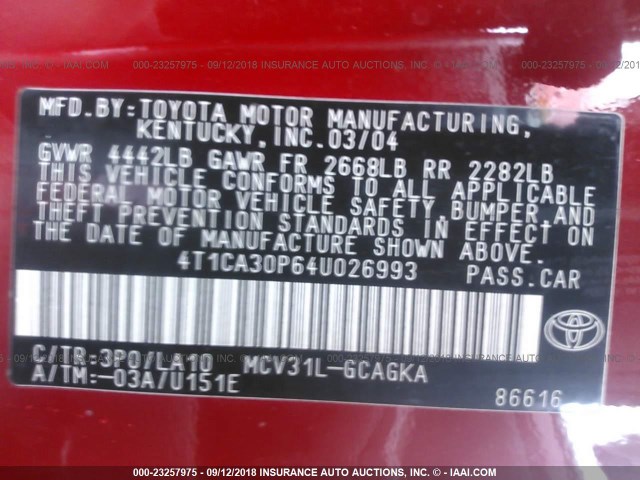 000-23257975 - 09/12/2018 INSURANCE AUTO AUCTIONS, INC. - © IAAI.COM
MFD.BY:TOYOTA MOTOR MANUFACTURING,
KENTUCKY,INC.03/04
GVWR 4442LB GAWR FR 2668LB RR 2282LB
THIS VEHICLE CONFORMS TO ALL APPLICABLE
FEDERAL MOTOR VEHICLE SAFETY,BUMPER,AND
THEFT PREVENTION STANDARDS IN EFFECT ON
THE DATE OF MANUFACTURE SHOWN ABOVE.
4T1CA30P64U026993 PASS.CAR
C/TR:3P0/LA10 MCV31L-GCAGKA
A/TM:-03A/U151E 86616
000-23257975 - 09/12/2018 INSURANCE AUTO AUCTIONS, INC. - © IAAI.COM